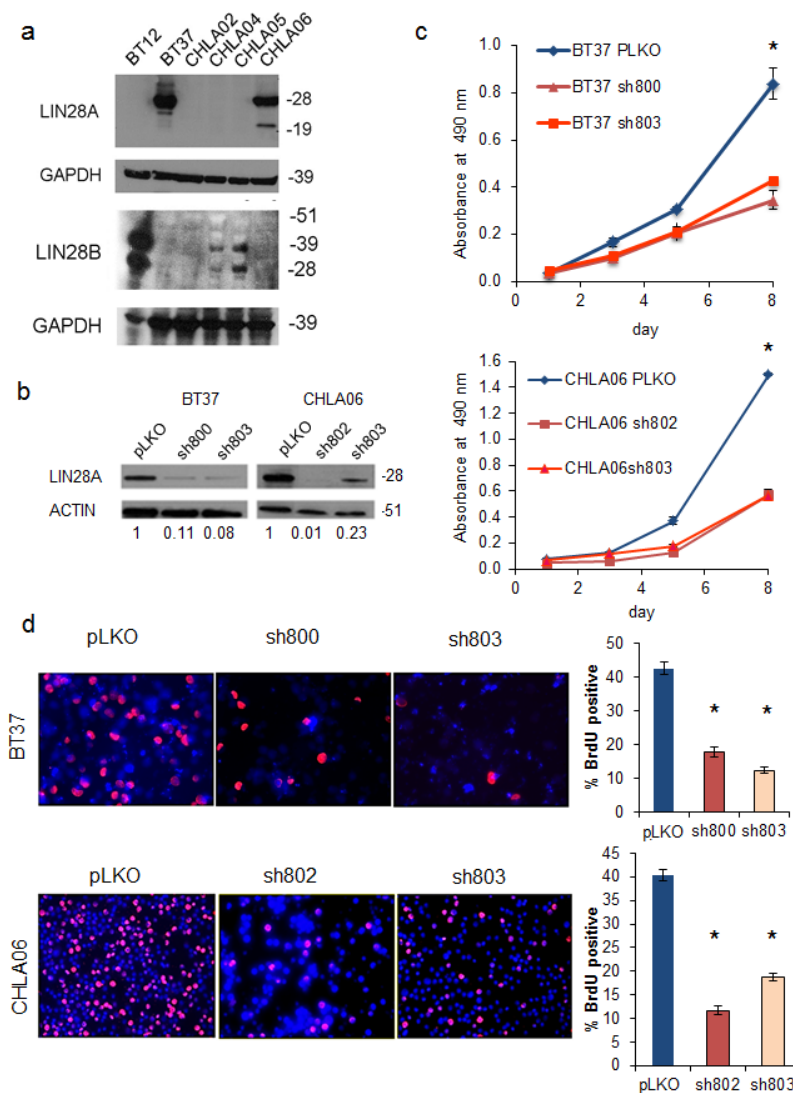 a
BT12
BT37
CHLA02
CHLA04
CHLA05
CHLA06
LIN28A
-28
-19
GAPDH
-39
LIN28B
-51
-39
-28
GAPDH
-39
b
BT37
CHLA06
pLKO
sh800
sh803
pLKO
sh802
sh803
LIN28A
-28
ACTIN
-51
1 0.11 0.08 1 0.01 0.23
c
1.0
0.8
0.6
0.4
0.2
0.0
Absorbance at 490 nm
BT37 PLKO
BT37 sh800
BT37 sh803
*
0 2 4 6 8
day
1.6
1.4
1.2
1.0
0.8
0.6
0.4
0.2
0.0
Absorbance at 490 nm
CHLA06 PLKO
CHLA06 sh802
CHLA06sh803
*
0 2 4 6 8
day
d
pLKO sh800 sh803
BT37
50
40
30
20
10
0
% BrdU positive
* *
pLKO sh800 sh803
pLKO sh802 sh803
CHLA06
45
40
35
30
25
20
15
10
5
0
% BrdU positive
* *
pLKO sh802 sh803